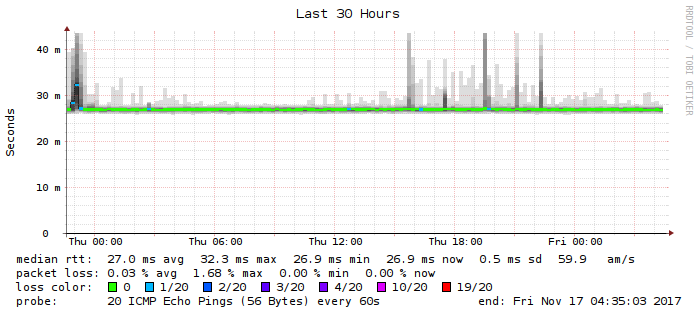 Last 30 Hours
RRDTOOL / TOBI OETIKER
Seconds
40 m
30 m
20 m
10 m
0
Thu 00:00 Thu 06:00 Thu 12:00 Thu 18:00 Fri 00:00
median rtt: 27.0 ms avg 32.3 ms max 26.9 ms min 26.9 ms now 0.5 ms sd 59.9 am/s
packet loss: 0.03 % avg 1.68 % max 0.00 % min 0.00 % now
loss color: 0 1/20 2/20 3/20 4/20 10/20 19/20
probe: 20 ICMP Echo Pings (56 Bytes) every 60s end: Fri Nov 17 04:35:03 2017